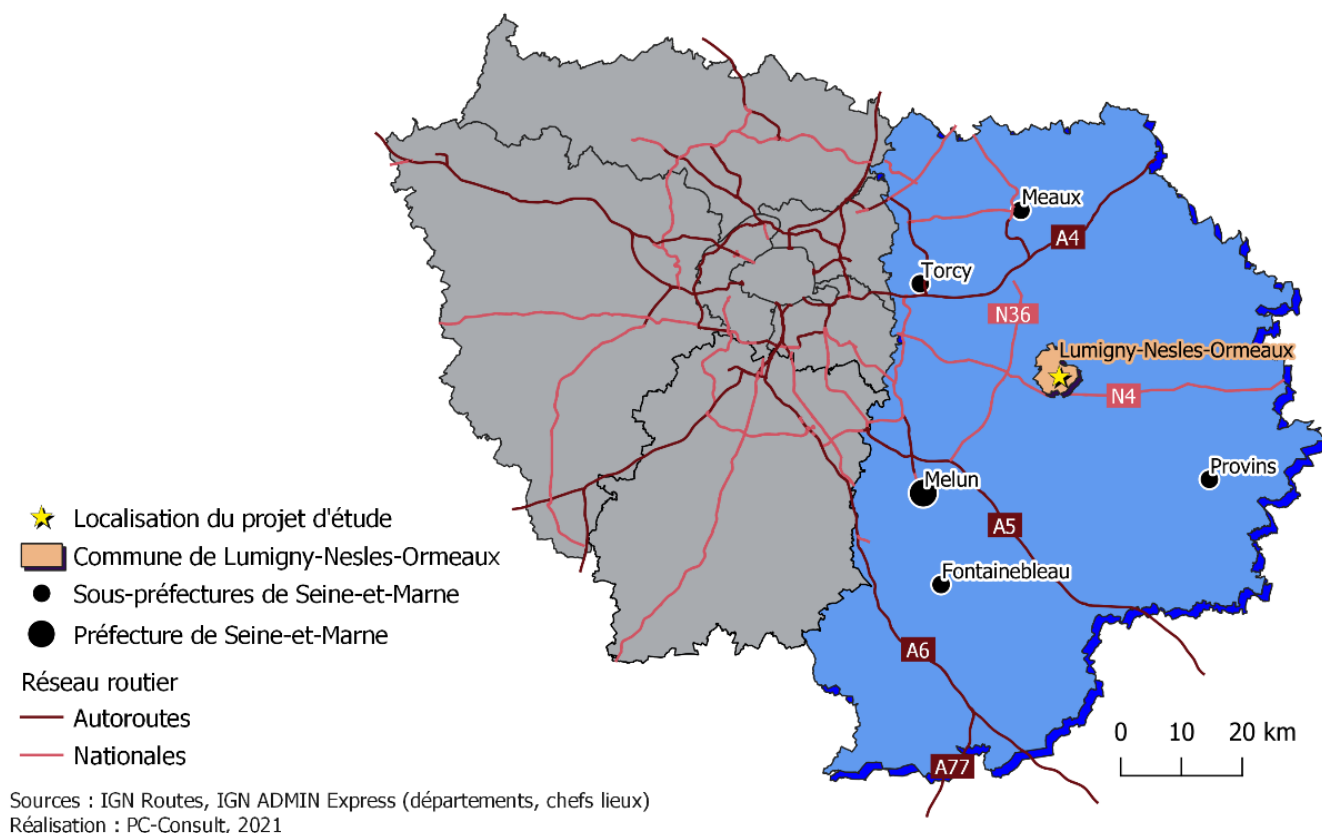 Meaux
A4
Torcy
N36
Lumigny-Nesles-Ormeaux
N4
Provins
Melun
A5
Fontainebleau
A6
A77
0 10 20 km
Localisation du projet d'étude
Commune de Lumigny-Nesles-Ormeaux
Sous-préfectures de Seine-et-Marne
Préfecture de Seine-et-Marne
Réseau routier
Autoroutes
Nationales
Sources : IGN Routes, IGN ADMIN Express (départements, chefs lieux)
Réalisation : PC-Consult, 2021